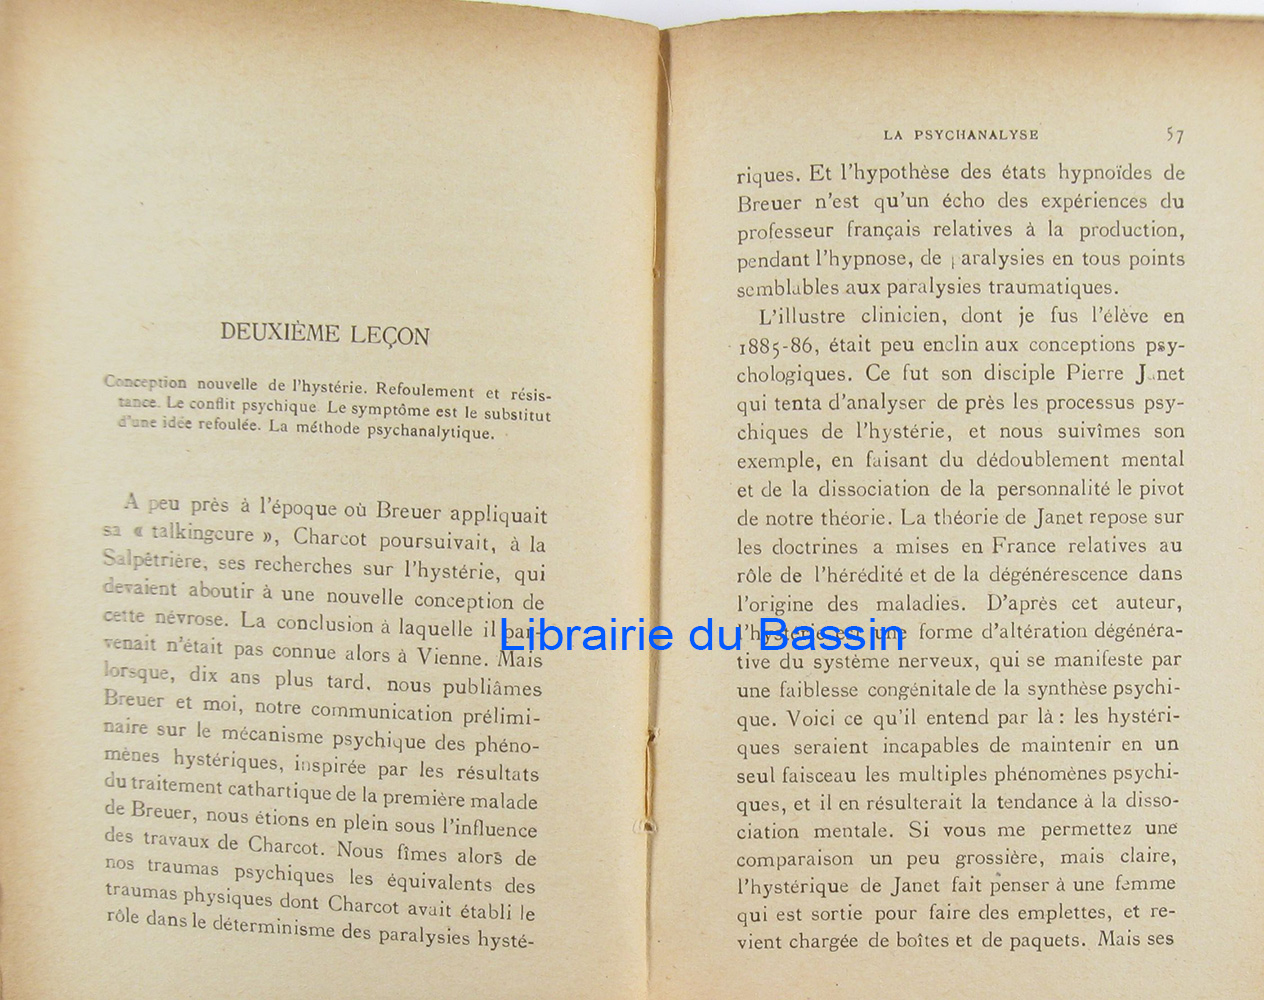 DEUXIÈME LEÇON
Conception nouvelle de l'hystérie. Refoulement et résis-
tance. Le conflit psychique Le symptôme est le substitut
d'une idée refoulée. La méthode psychanalytique.
A peu près à l'époque où Breuer appliquait
sa « talkingcure », Charcot poursuivait, à la
Salpêtrière, ses recherches sur l'hystérie, qui
devaient aboutir à une nouvelle conception de
cette névrose. La conclusion à laquelle il par-
venait n'était pas connue alors à Vienne. Mais
lorsque, dix ans plus tard, nous publiâmes
Breuer et moi, notre communication prélimi-
naire sur le mécanisme psychique des phéno-
mènes hystériques, inspirée par les résultats
du traitement cathartique de la première malade
de Breuer, nous étions en plein sous l'influence
des travaux de Charcot. Nous fîmes alors de
nos traumas psychiques les équivalents des
traumas physiques dont Charcot avait établi le
rôle dans le déterminisme des paralysies hysté-
LA PSYCHANALYSE 57
riques. Et l'hypothèse des états hypnoïdes de
Breuer n'est qu'un écho des expériences du
professeur français relatives à la production,
pendant l'hypnose, de paralysies en tous points
semblables aux paralysies traumatiques.
L'illustre clinicien, dont je fus l'élève en
1885-86, était peu enclin aux conceptions psy-
chologiques. Ce fut son disciple Pierre Janet
qui tenta d'analyser de près les processus psy-
chiques de l'hystérie, et nous suivîmes son
exemple, en faisant du dédoublement mental
et de la dissociation de la personnalité le pivot
de notre théorie. La théorie de Janet repose sur
les doctrines a mises en France relatives au
rôle de l'hérédité et de la dégénérescence dans
l'origine des maladies. D'après cet auteur,
l'hystérie est une forme d'altération dégénéra-
tive du système nerveux, qui se manifeste par
une faiblesse congénitale de la synthèse psychi-
que. Voici ce qu'il entend par là : les hystéri-
ques seraient incapables de maintenir en un
seul faisceau les multiples phénomènes psychi-
ques, et il en résulterait la tendance à la disso-
ciation mentale. Si vous me permettez une
comparaison un peu grossière, mais claire,
l'hystérique de Janet fait penser à une femme
qui est sortie pour faire des emplettes, et re-
vient chargée de boîtes et de paquets. Mais ses
Librairie du Bassin